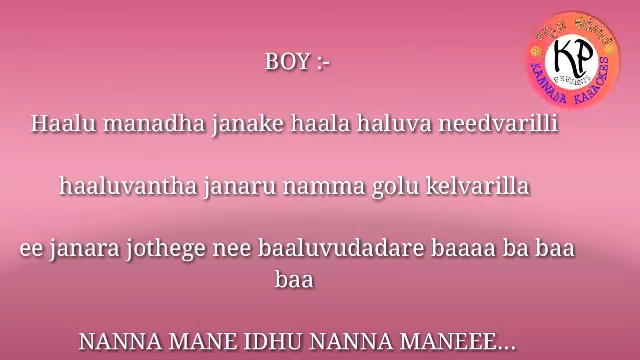 BOY :-
KP
PRESENTS
KANNADA KARAOKES
Haalu manadha janake haala haluva needvarilli
haaluvantha janaru namma golu kelvarilla
ee janara jothege nee baaluvudadare baaaa ba baa
baa
NANNA MANE IDHU NANNA MANEEE...